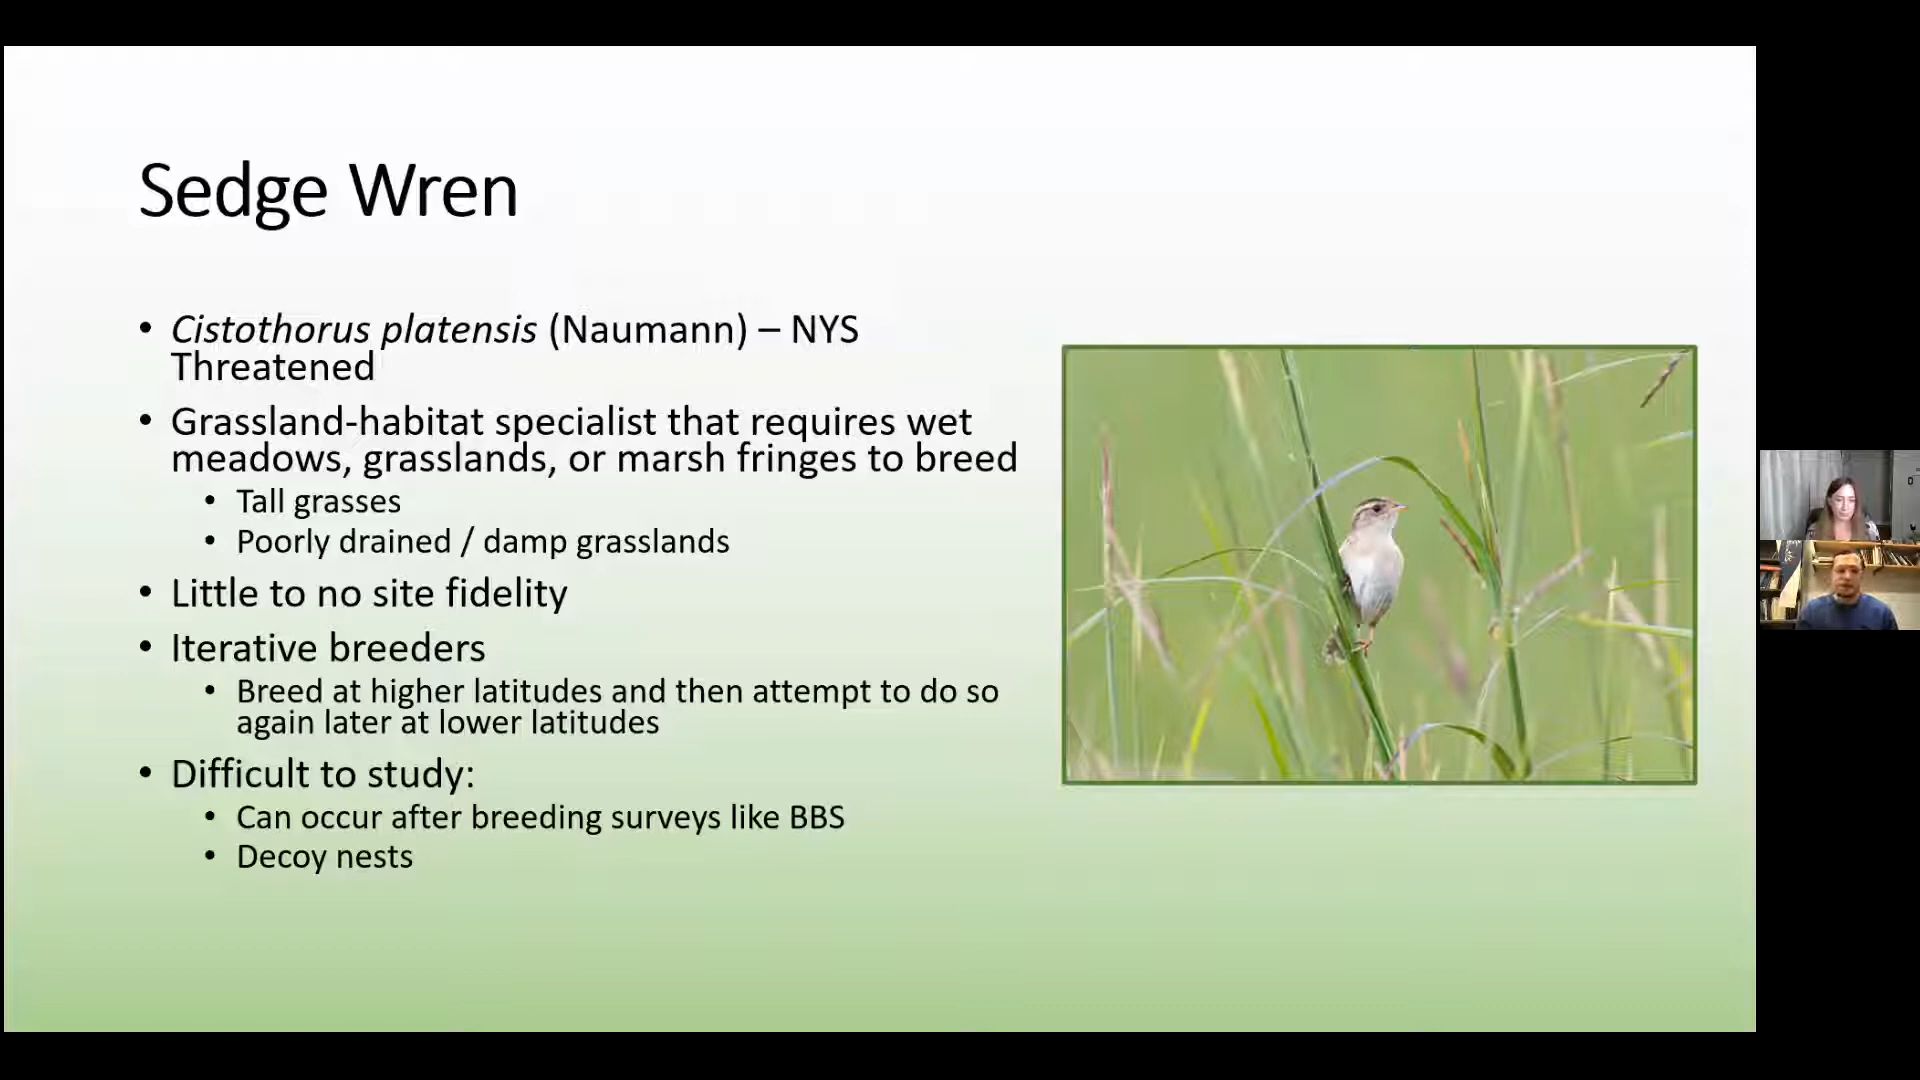 Sedge Wren
• Cistothorus platensis (Naumann) – NYS
Threatened
• Grassland-habitat specialist that requires wet
meadows, grasslands, or marsh fringes to breed
• Tall grasses
• Poorly drained / damp grasslands
• Little to no site fidelity
• Iterative breeders
• Breed at higher latitudes and then attempt to do so
again later at lower latitudes
• Difficult to study:
• Can occur after breeding surveys like BBS
• Decoy nests